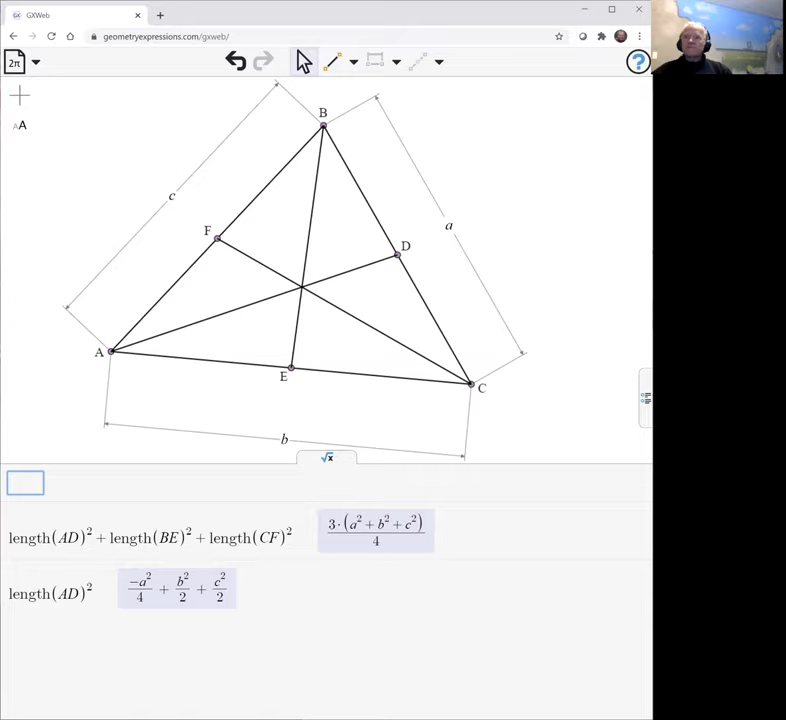 GXWeb
geometryexpressions.com/gxweb/
2π
AA
B
c
a
F
D
A
E
C
b
√x
length(AD)² + length(BE)² + length(CF)² 3·(a² + b² + c²)/4
length(AD)² -a²/4 + b²/2 + c²/2